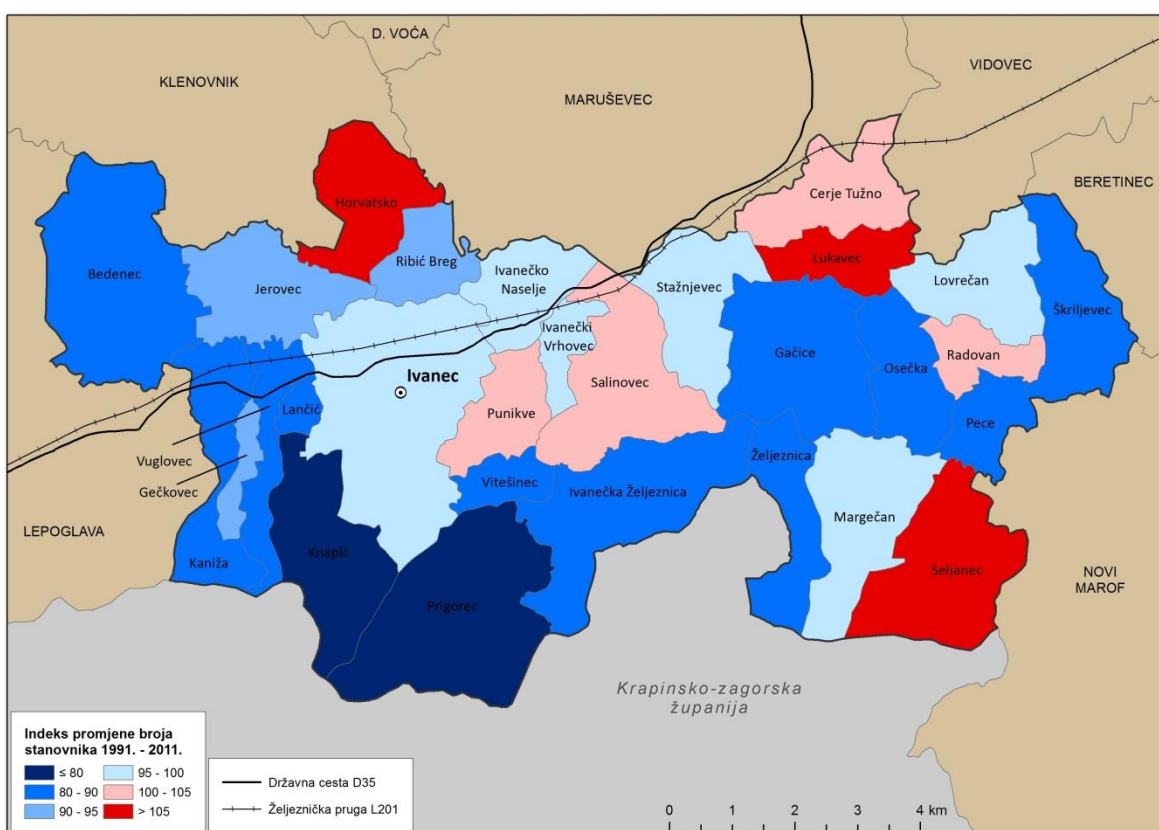 D. VOĆA
KLENOVNIK
VIDOVEC
MARUŠEVEC
BERETINEC
Horvatsko
Cerje Tužno
Bedenec
Ribić Breg
Ivanečko
Naselje
Lukavec
Lovrečan
Jerovec
Stažnjevec
Škriljevec
Ivanečki
Vrhovec
Gačice
Radovan
Osečka
Ivanec
Salinovec
Lančić
Punikve
Pece
Vuglovec
Željeznica
Gečkovec
Vitešinec
Ivanečka Željeznica
Margečan
LEPOGLAVA
Knapić
Kaniža
Seljanec
NOVI
MAROF
Prigorec
Krapinsko-zagorska
županija
Indeks promjene broja
stanovnika 1991. - 2011.
≤ 80
80 - 90
90 - 95
95 - 100
100 - 105
> 105
Državna cesta D35
Željeznička pruga L201
0 1 2 3 4 km